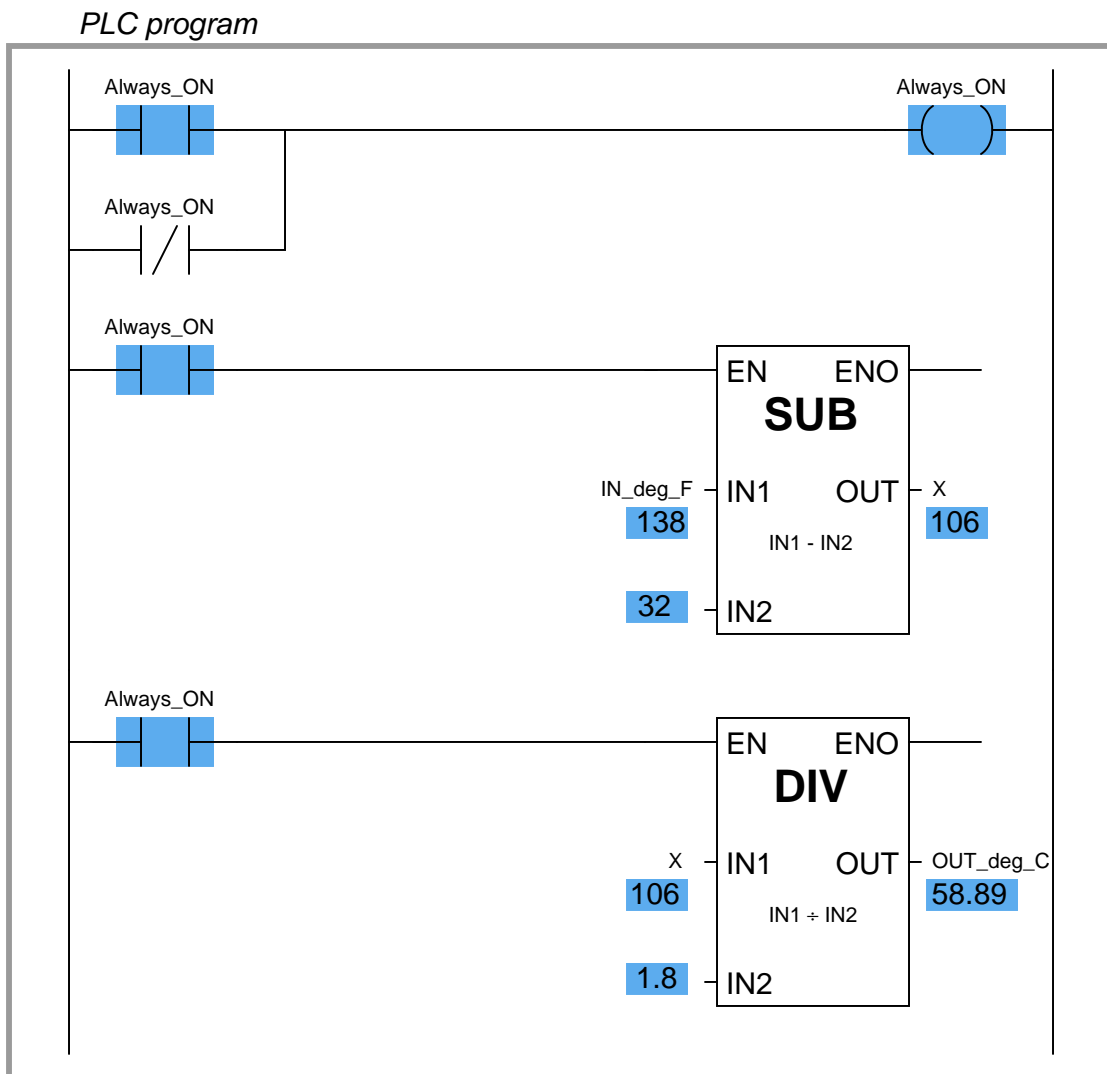 PLC program
Always_ON Always_ON
Always_ON
Always_ON
EN ENO
SUB
IN_deg_F IN1 OUT X
138 106
IN1 - IN2
32 IN2
Always_ON
EN ENO
DIV
X IN1 OUT OUT_deg_C
106 58.89
IN1 ÷ IN2
1.8 IN2